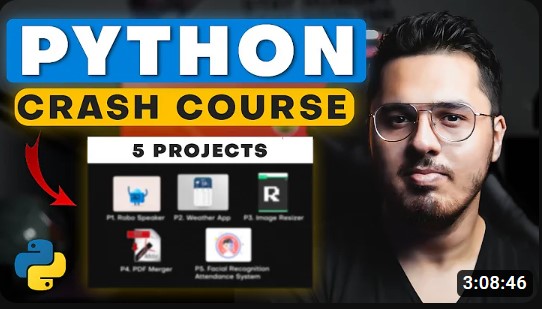 PYTHON
CRASH COURSE
5 PROJECTS
P1. Robo Speaker
P2. Weather App
P3. Image Resizer
R
P4. PDF Merger
P5. Facial Recognition
Attendance System
3:08:46